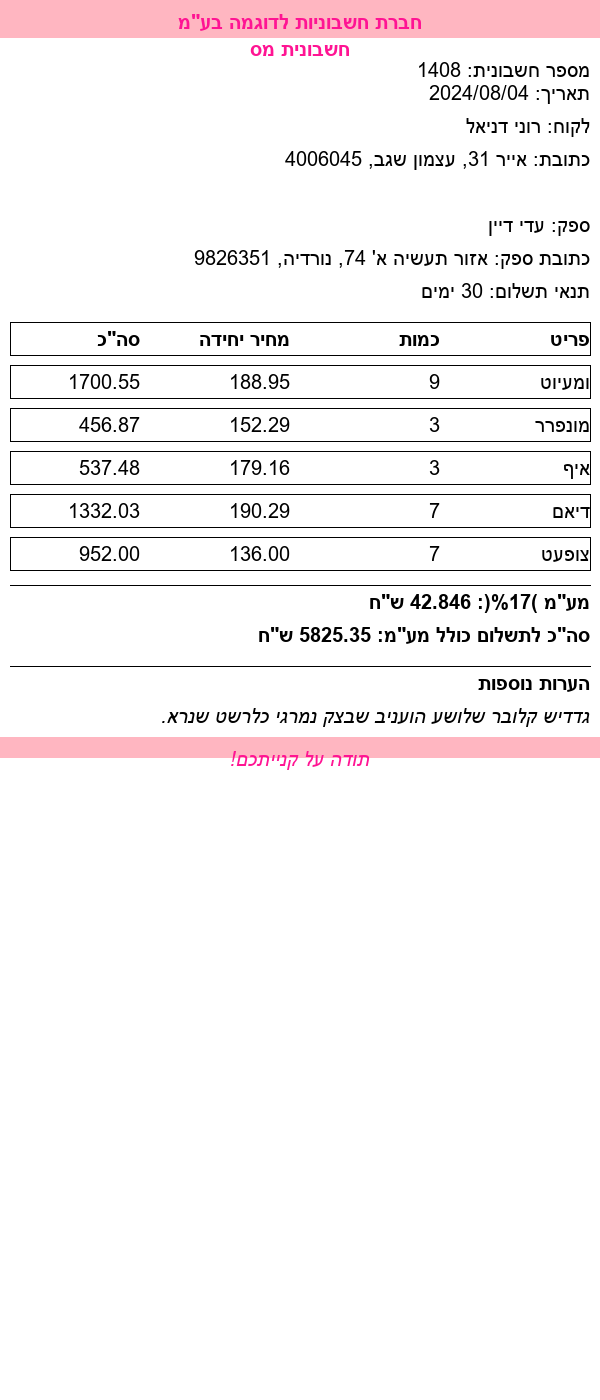 חברת חשבוניות לדוגמה בע"מ
חשבונית מס
מספר חשבונית: 1408
תאריך: 2024/08/04
לקוח: רוני דניאל
כתובת: אייר 31, עצמון שגב, 4006045
ספק: עדי דיין
כתובת ספק: אזור תעשיה א' 74, נורדיה, 9826351
תנאי תשלום: 30 ימים
פריט כמות מחיר יחידה סה"כ
ומעיוט 9 188.95 1700.55
מונפרר 3 152.29 456.87
איף 3 179.16 537.48
דיאם 7 190.29 1332.03
צופעט 7 136.00 952.00
מע"מ )17%(: 42.846 ש"ח
סה"כ לתשלום כולל מע"מ: 5825.35 ש"ח
הערות נוספות
גדדיש קלובר שלושע הועניב שבצק נמרגי כלרשט שנרא.
תודה על קנייתכם!